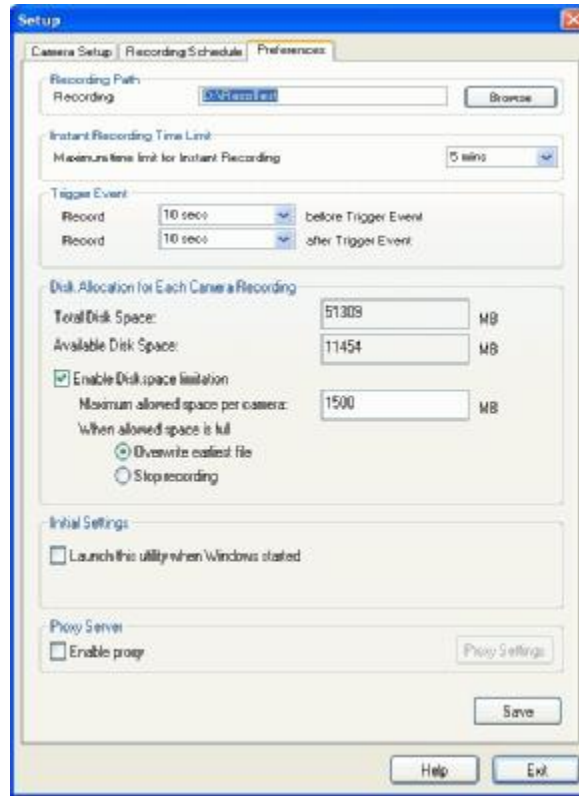 Setup
Camera Setup Recording Schedule Preferences
Recording Path
Recording Browse
Instant Recording Time Limit
Maximum time limit for Instant Recording 5 mins
Trigger Event
Record 10 secs before Trigger Event
Record 10 secs after Trigger Event
Disk Allocation for Each Camera Recording
Total Disk Space: 51309 MB
Available Disk Space: 11454 MB
Enable Disk space limitation
Maximum allowed space per camera: 1500 MB
When allowed space is full
Overwrite earliest file
Stop recording
Initial Settings
Launch this utility when Windows started
Proxy Server
Enable proxy Proxy Settings
Save
Help Exit